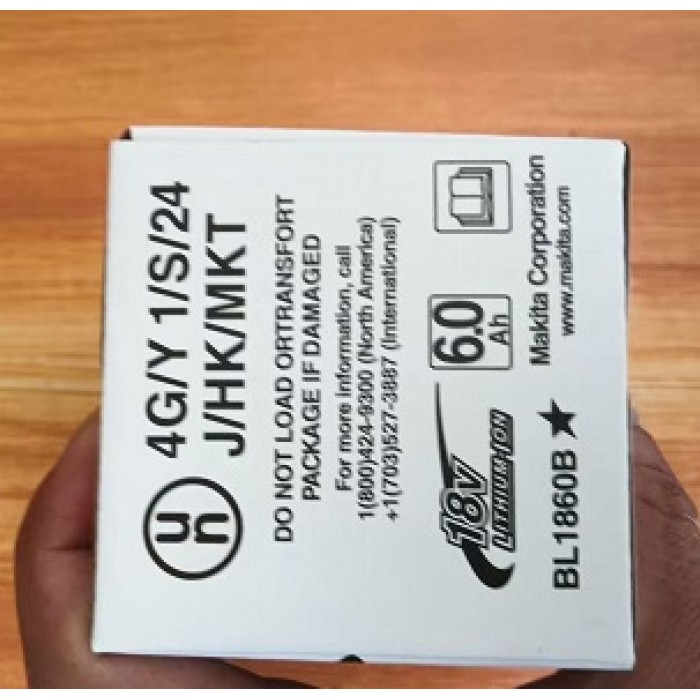 un
4G/Y 1/S/24
J/HK/MKT
DO NOT LOAD ORTRANSFORT
PACKAGE IF DAMAGED
For more information, call
1(800)424-9300 (North America)
+1(703)527-3887 (International)
18V
LITHIUM-ION
6.0
Ah
BL1860B ★
Makita Corporation
www.makita.com